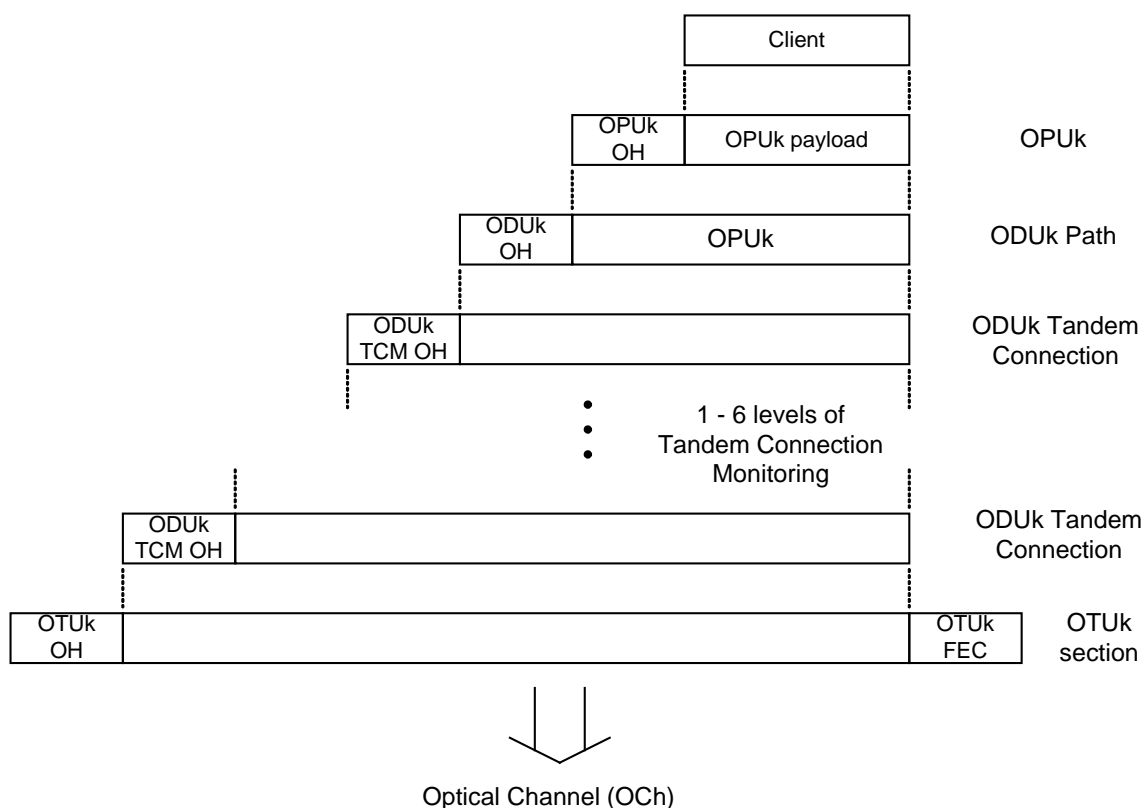 Client
OPUk
OH
OPUk payload
OPUk
ODUk
OH
OPUk
ODUk Path
ODUk
TCM OH
ODUk Tandem
Connection
1 - 6 levels of
Tandem Connection
Monitoring
ODUk
TCM OH
ODUk Tandem
Connection
OTUk
OH
OTUk
FEC
OTUk
section
Optical Channel (OCh)